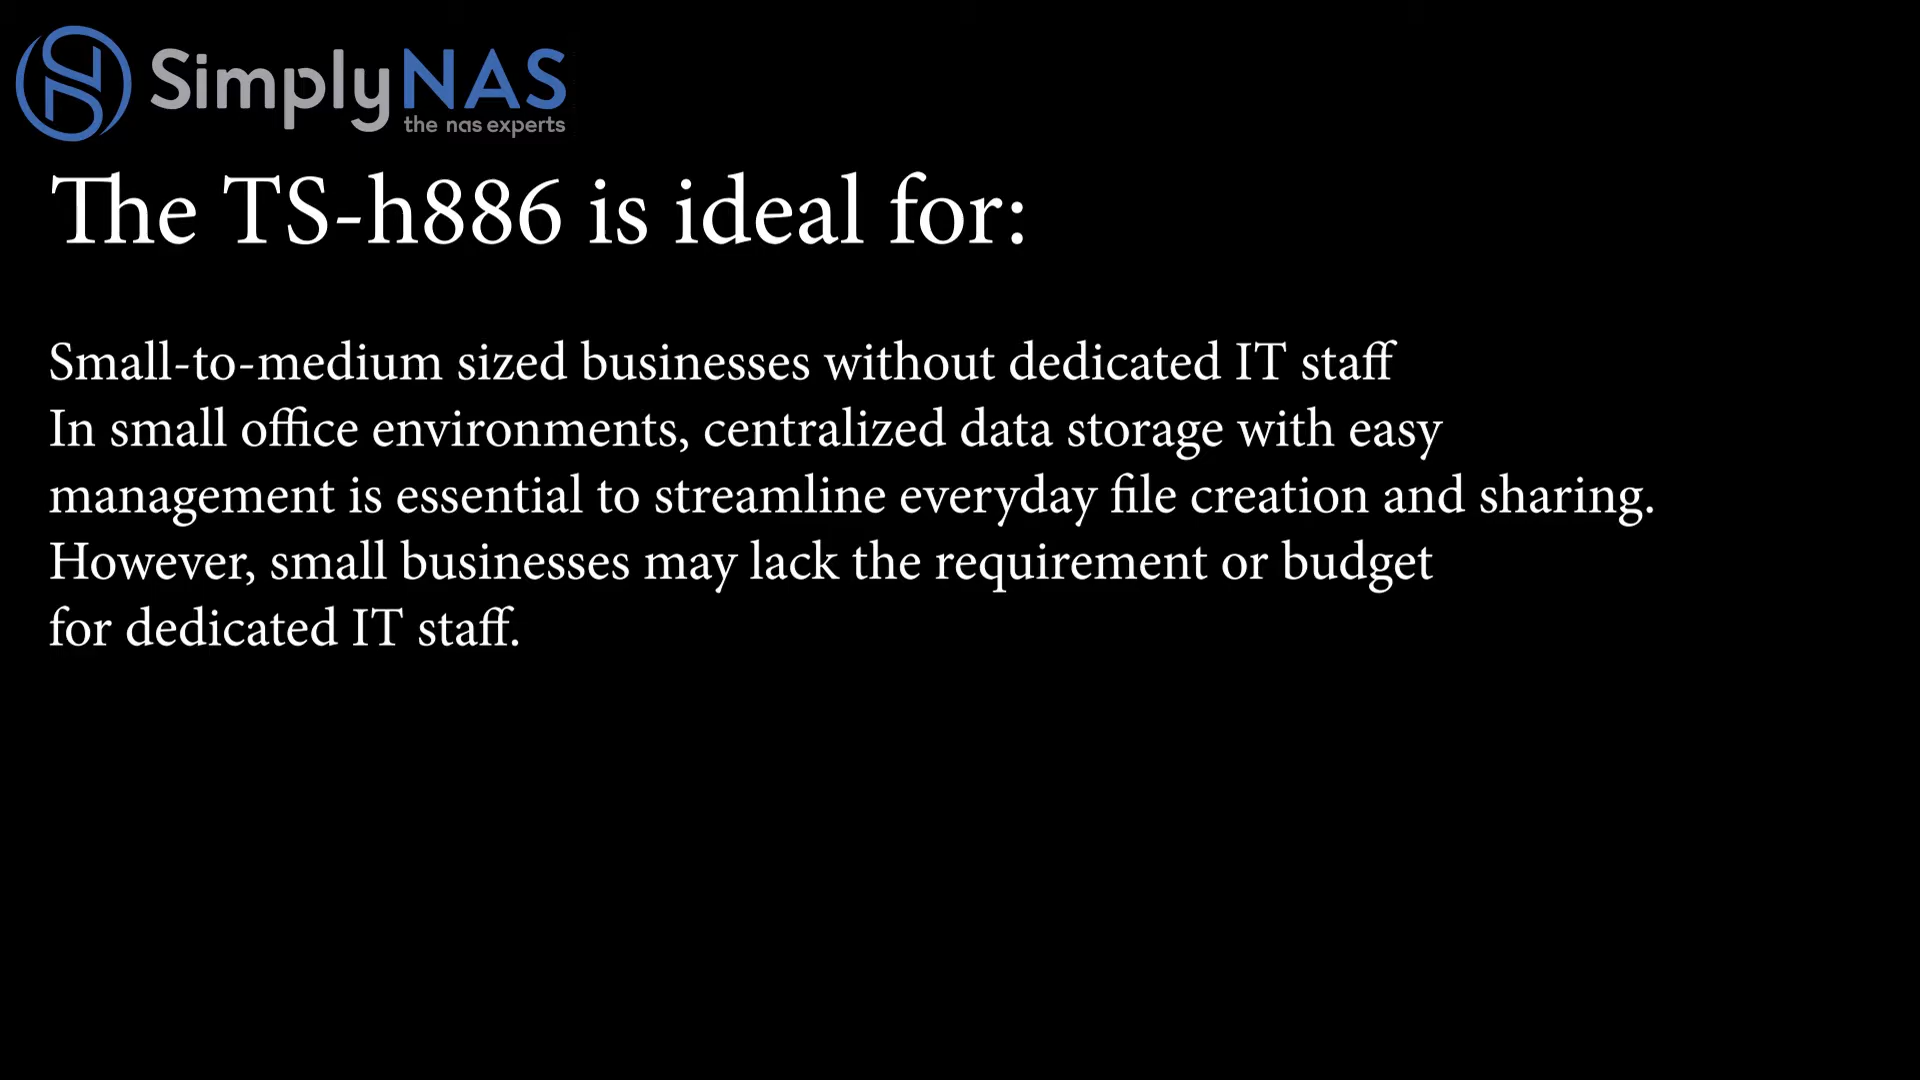 SimplyNAS
the nas experts
The TS-h886 is ideal for:
Small-to-medium sized businesses without dedicated IT staff
In small office environments, centralized data storage with easy
management is essential to streamline everyday file creation and sharing.
However, small businesses may lack the requirement or budget
for dedicated IT staff.